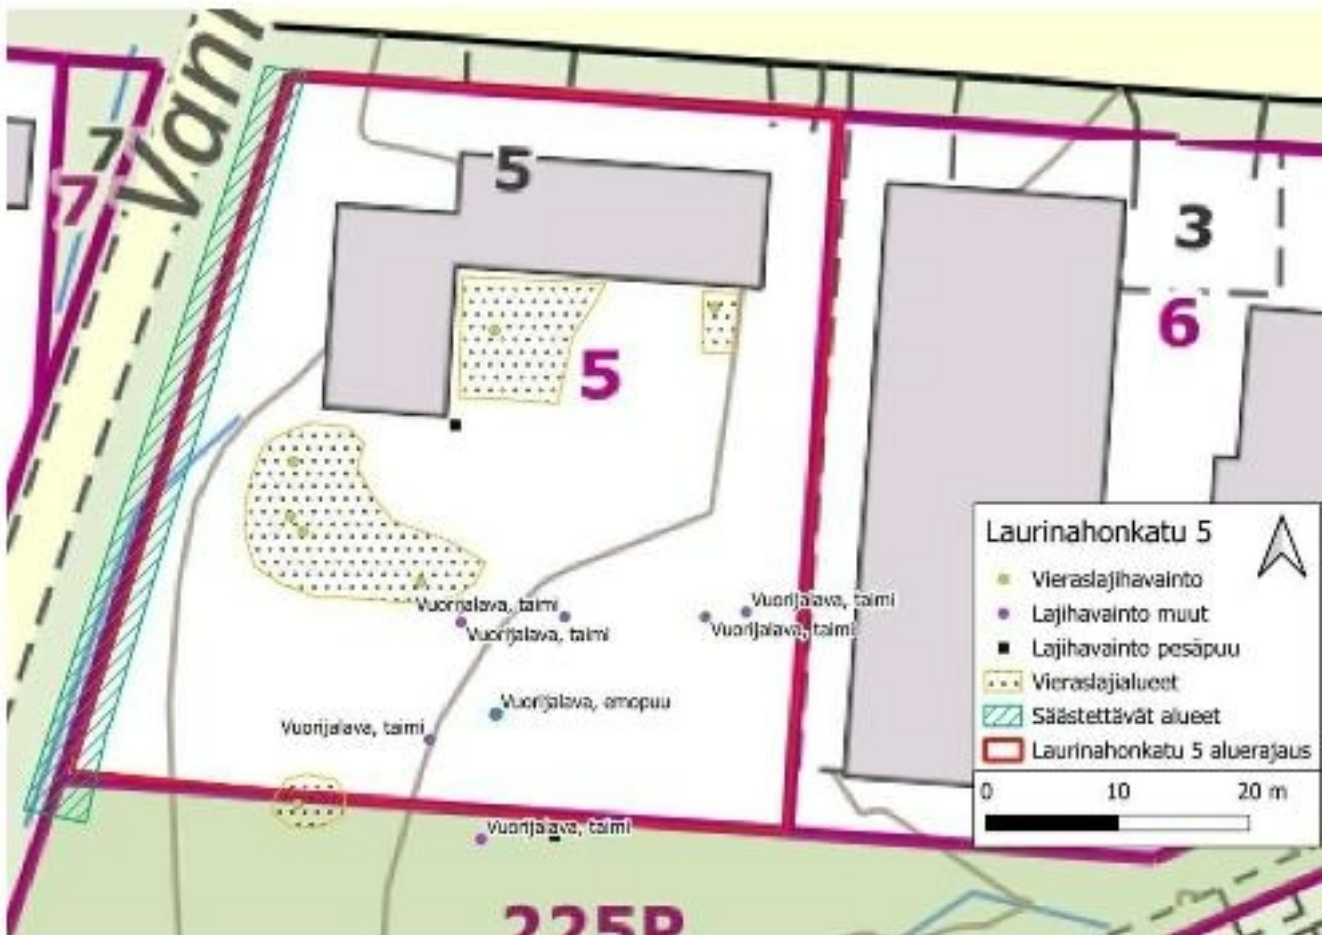 Vani
7
7
5
3
6
5
Vuorijalava, taimi
Vuorijalava, taimi
Vuorijalava, taimi
Vuorijalava, taimi
Vuorijalava, emopuu
Vuorijalava, taimi
Vuorijalava, taimi
225P
Laurinahonkatu 5
Vieraslajihavainto
Lajihavainto muut
Lajihavainto pesäpuu
Vieraslajialueet
Säästettävät alueet
Laurinahonkatu 5 aluerajaus
0 10 20 m